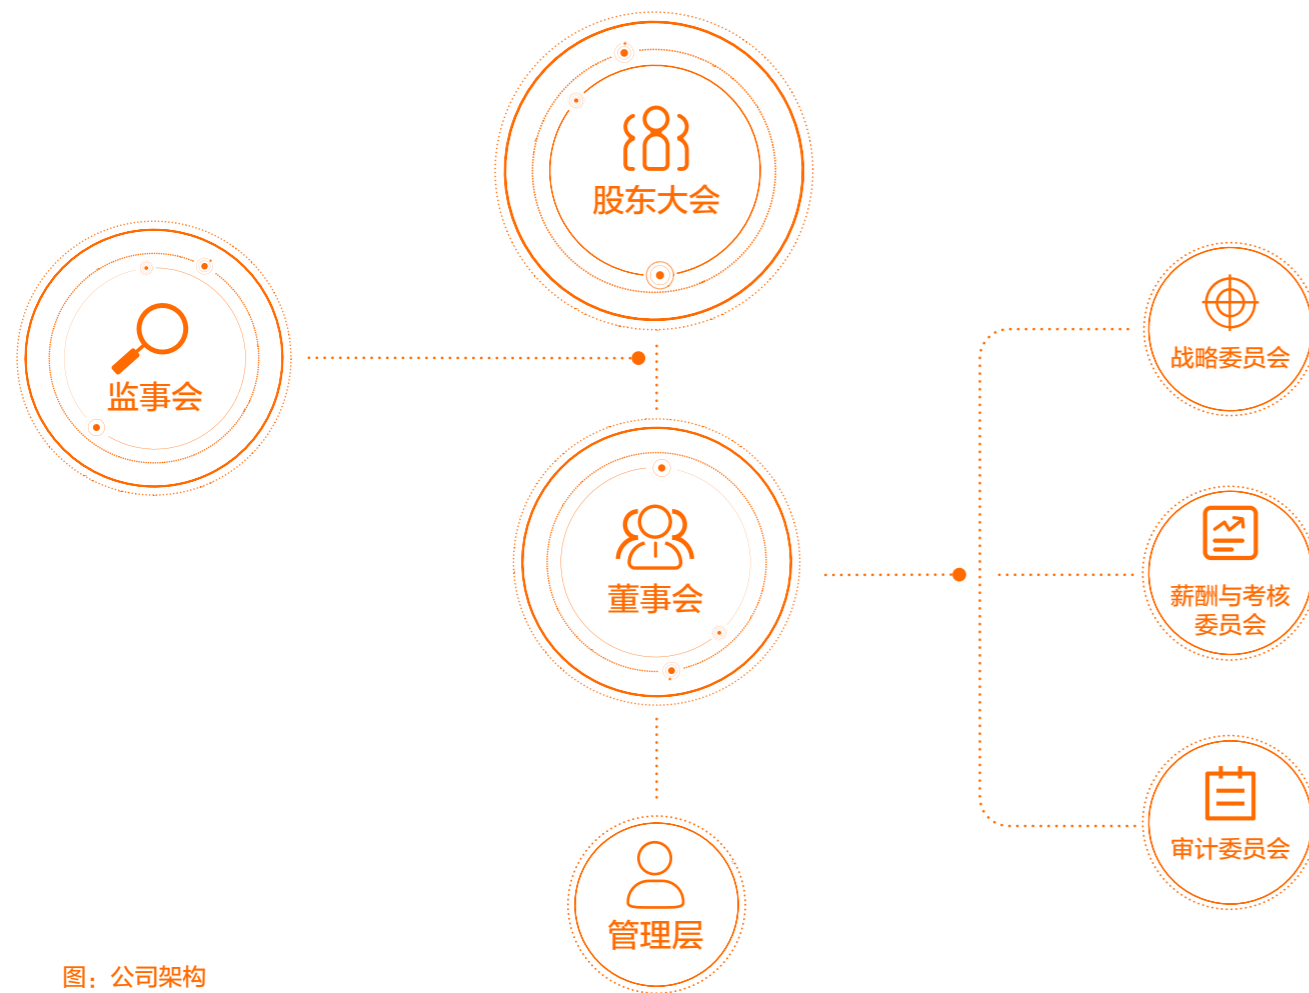 股东大会
监事会
战略委员会
董事会
薪酬与考核
委员会
审计委员会
管理层
图：公司架构